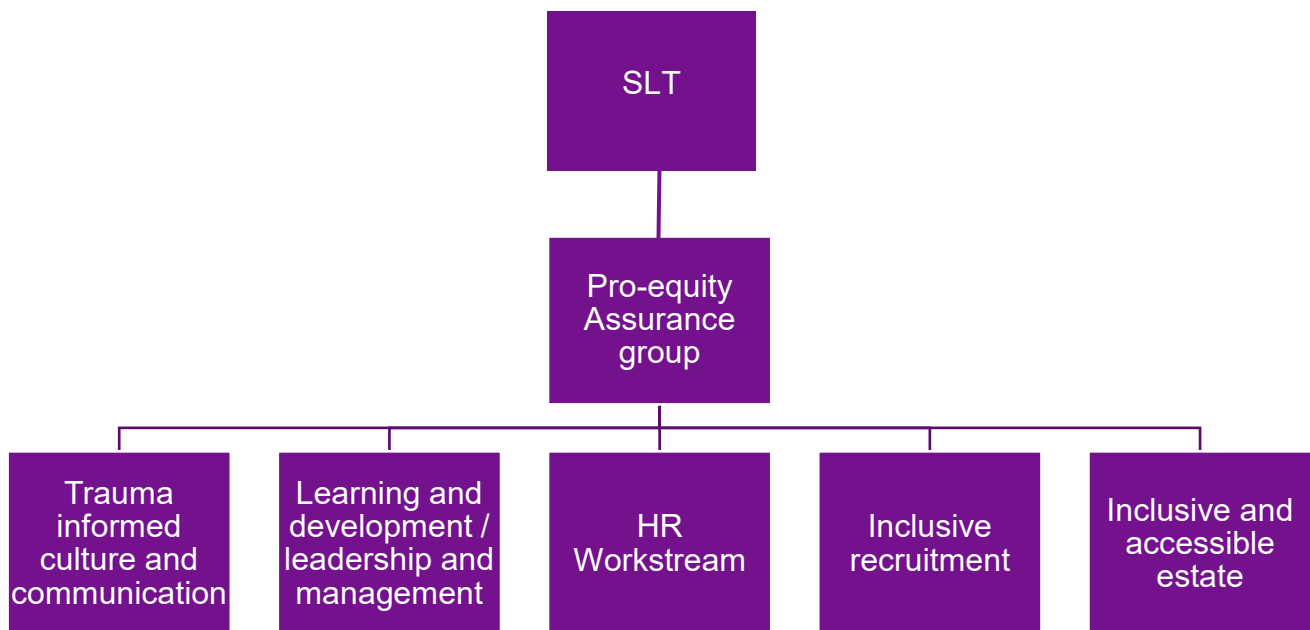 SLT
Pro-equity
Assurance
group
Trauma
informed
culture and
communication
Learning and
development /
leadership and
management
HR
Workstream
Inclusive
recruitment
Inclusive and
accessible
estate